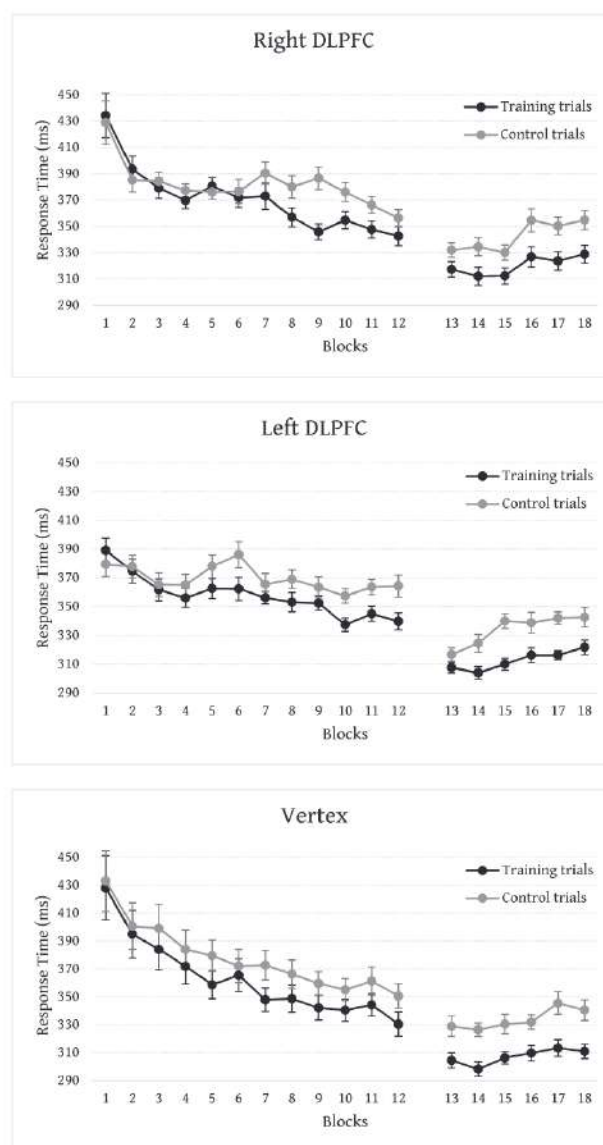 Right DLPFC
450
430
410
390
370
350
330
310
290
Response Time (ms)
Training trials
Control trials
1 2 3 4 5 6 7 8 9 10 11 12 13 14 15 16 17 18
Blocks
Left DLPFC
450
430
410
390
370
350
330
310
290
Response Time (ms)
Training trials
Control trials
1 2 3 4 5 6 7 8 9 10 11 12 13 14 15 16 17 18
Blocks
Vertex
450
430
410
390
370
350
330
310
290
Response Time (ms)
Training trials
Control trials
1 2 3 4 5 6 7 8 9 10 11 12 13 14 15 16 17 18
Blocks